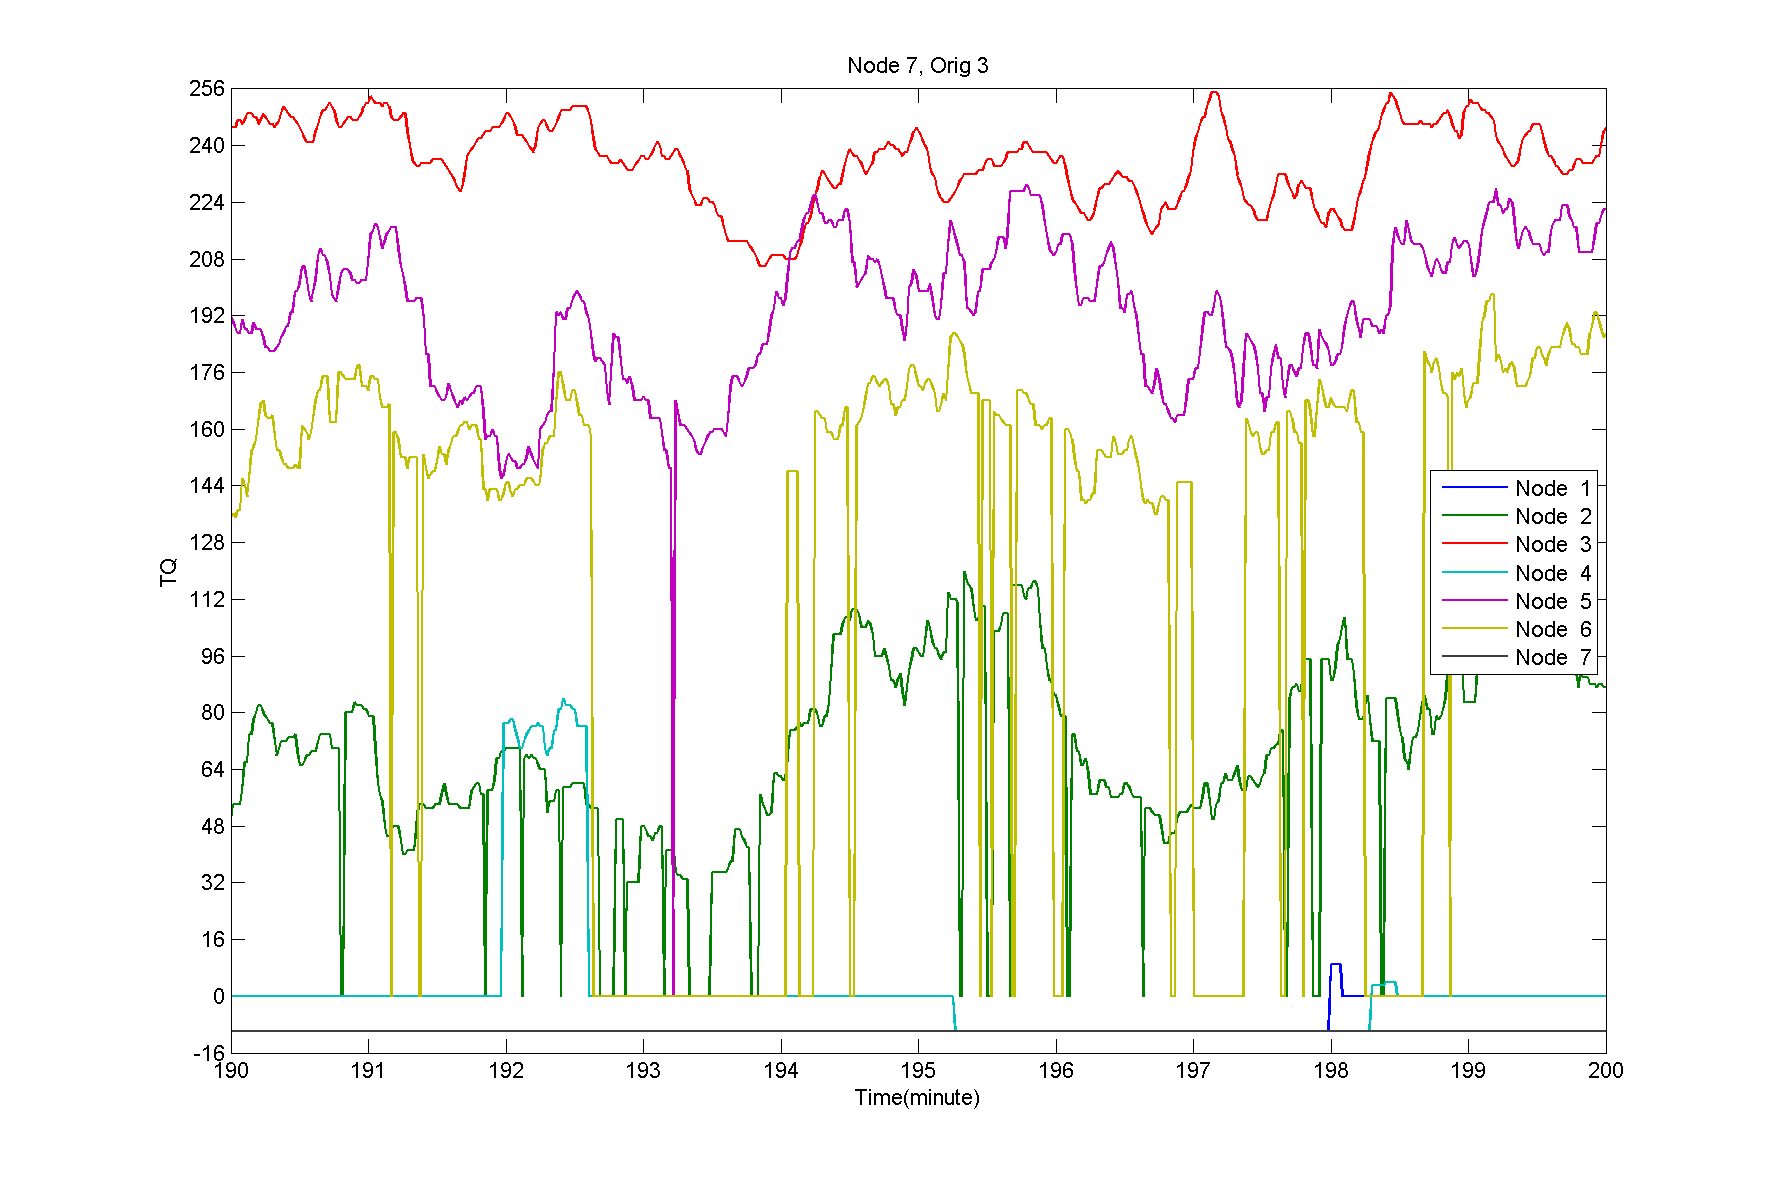 Node 7, Orig 3
256
240
224
208
192
176
160
144
128
112
96
80
64
48
32
16
0
-16
TQ
Node 1
Node 2
Node 3
Node 4
Node 5
Node 6
Node 7
190 191 192 193 194 195 196 197 198 199 200
Time(minute)